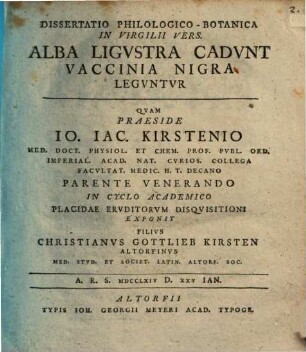 2.
DISSERTATIO PHILOLOGICO-BOTANICA
IN VIRGILII VERS.
ALBA LIGVSTRA CADVNT
VACCINIA NIGRA
LEGVNTVR
QVAM
PRAESIDE
IO. IAC. KIRSTENIO
MED. DOCT. PHYSIOL. ET CHEM. PROF. PVBL. ORD.
IMPERIAL. ACAD. NAT. CVRIOS. COLLEGA
FACVLTAT. MEDIC. H. T. DECANO
PARENTE VENERANDO
IN CYCLO ACADEMICO
PLACIDAE ERVDITORVM DISQVISITIONI
EXPONIT
FILIVS
CHRISTIANVS GOTTLIEB KIRSTEN
ALTORFINVS
MED. STVD. ET SOCIET. LATIN. ALTORF. SOC.
A. R. S. MDCCLXIV D. XXV IAN.
ALTORFII
TYPIS IOH. GEORGII MEYERI ACAD. TYPOGR.